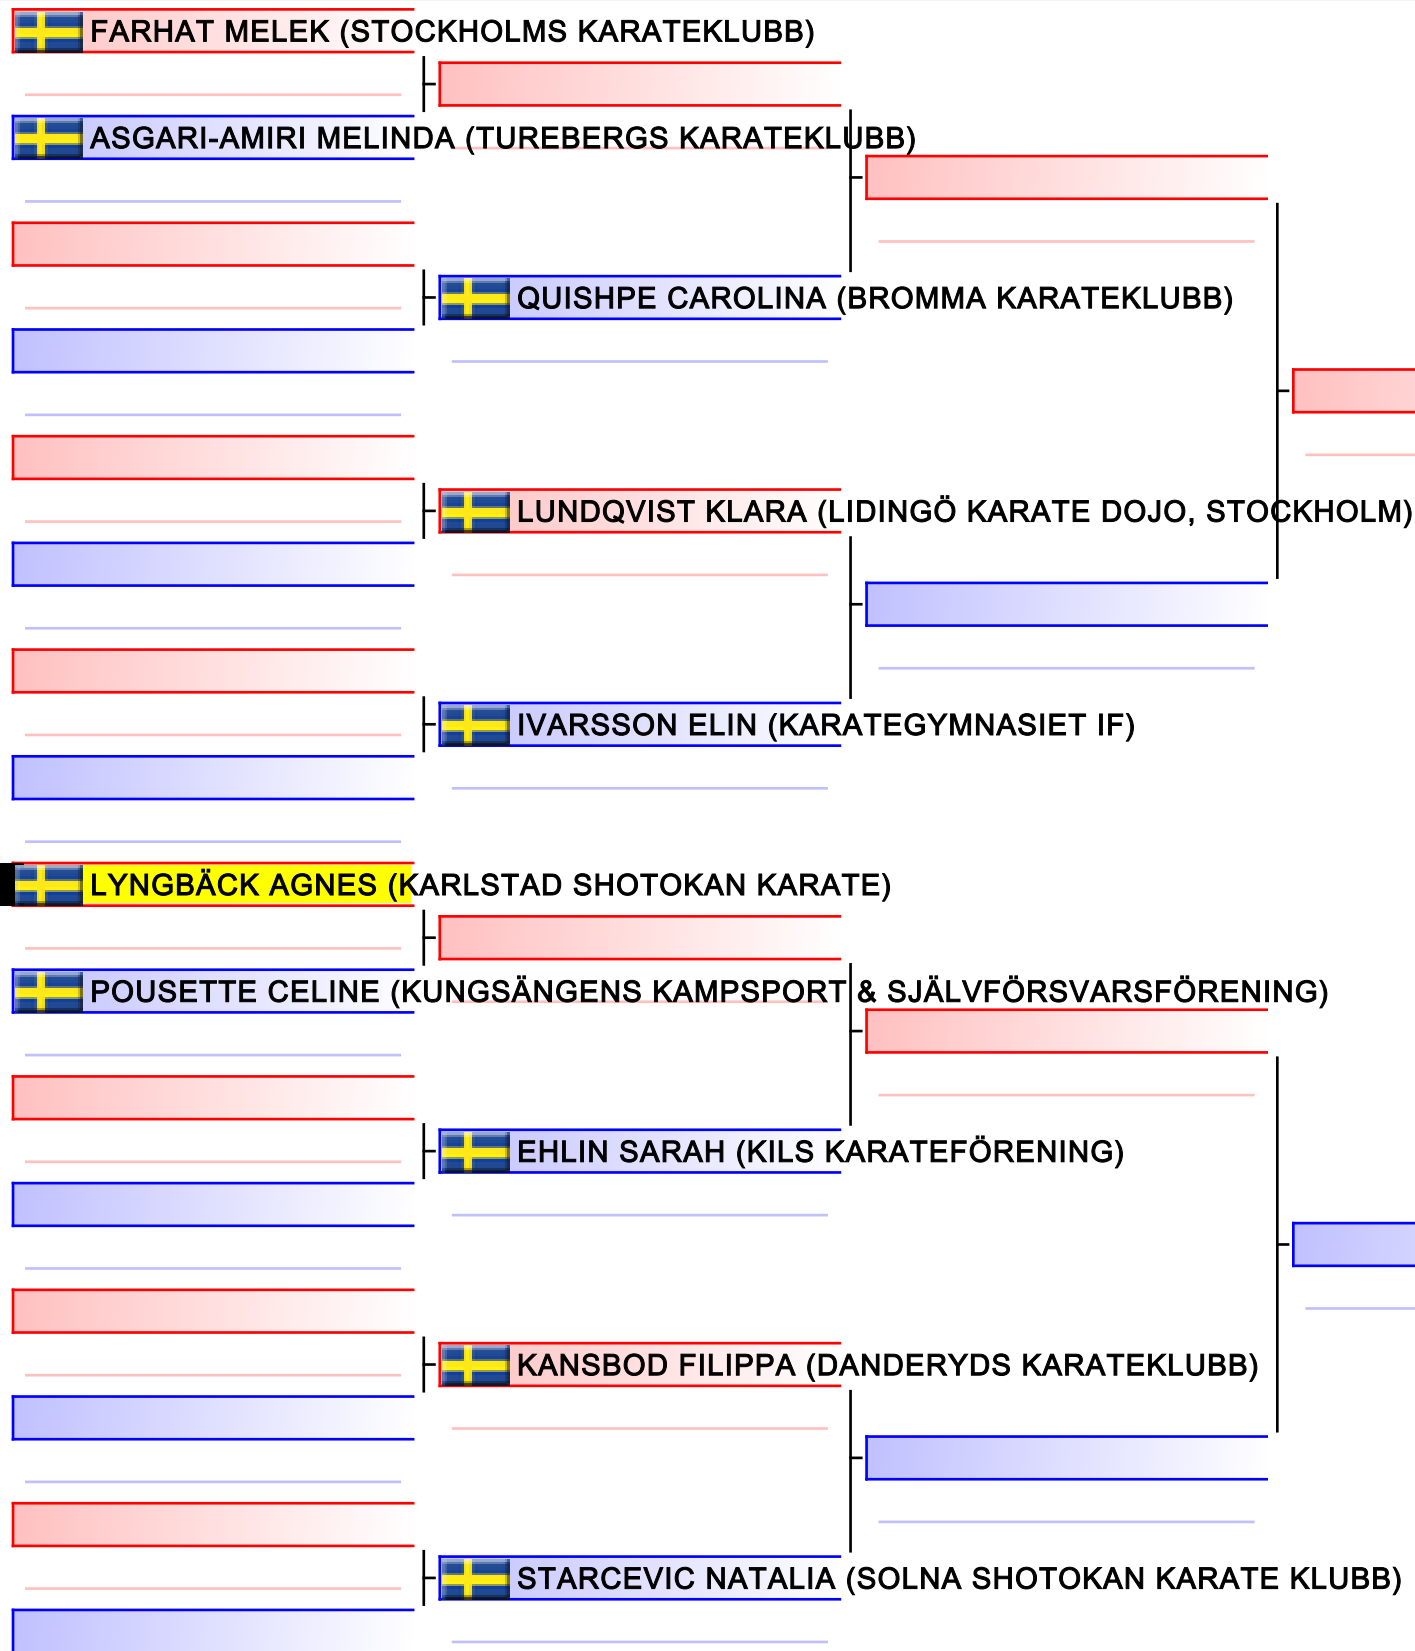 FARHAT MELEK (STOCKHOLMS KARATEKLUBB)
ASGARI-AMIRI MELINDA (TUREBERGS KARATEKLUBB)
QUISHPE CAROLINA (BROMMA KARATEKLUBB)
LUNDQVIST KLARA (LIDINGÖ KARATE DOJO, STOCKHOLM)
IVARSSON ELIN (KARATEGYMNASIET IF)
LYNGBÄCK AGNES (KARLSTAD SHOTOKAN KARATE)
POUSETTE CELINE (KUNGSÄNGENS KAMPSPORT & SJÄLVFÖRSVARSFÖRENING)
EHLIN SARAH (KILS KARATEFÖRENING)
KANSBOD FILIPPA (DANDERYDS KARATEKLUBB)
STARCEVIC NATALIA (SOLNA SHOTOKAN KARATE KLUBB)